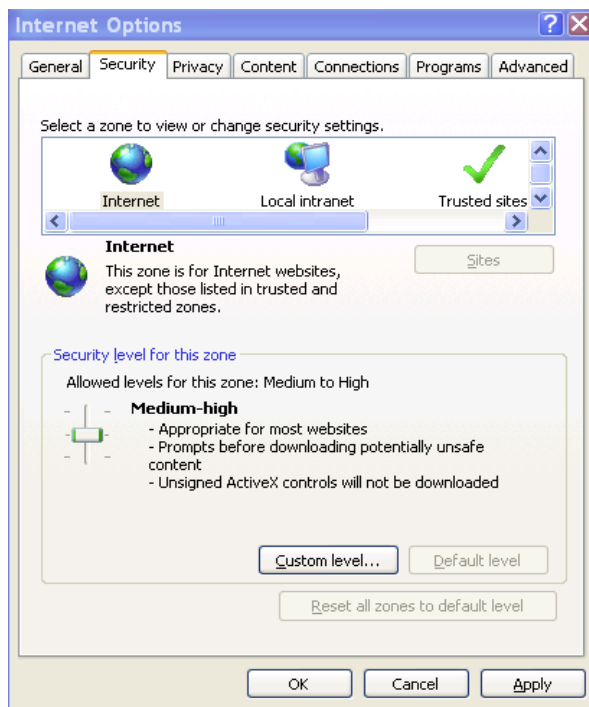 Internet Options
General Security Privacy Content Connections Programs Advanced
Select a zone to view or change security settings.
Internet Local intranet Trusted sites
Internet
Sites
This zone is for Internet websites,
except those listed in trusted and
restricted zones.
Security level for this zone
Allowed levels for this zone: Medium to High
Medium-high
- Appropriate for most websites
- Prompts before downloading potentially unsafe
content
- Unsigned ActiveX controls will not be downloaded
Custom level... Default level
Reset all zones to default level
OK Cancel Apply